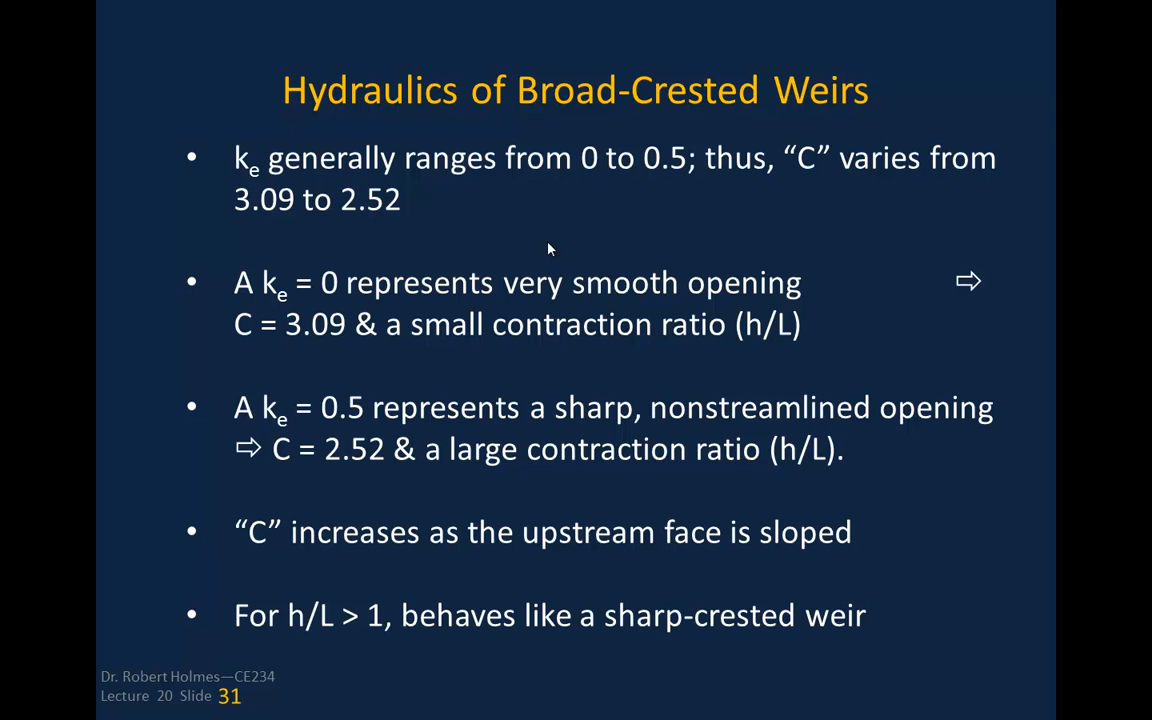 Hydraulics of Broad-Crested Weirs
• ke generally ranges from 0 to 0.5; thus, “C” varies from
3.09 to 2.52
• A ke = 0 represents very smooth opening ⇨
C = 3.09 & a small contraction ratio (h/L)
• A ke = 0.5 represents a sharp, nonstreamlined opening
⇨ C = 2.52 & a large contraction ratio (h/L).
• “C” increases as the upstream face is sloped
• For h/L > 1, behaves like a sharp-crested weir
Dr. Robert Holmes—CE234
Lecture 20 Slide 31